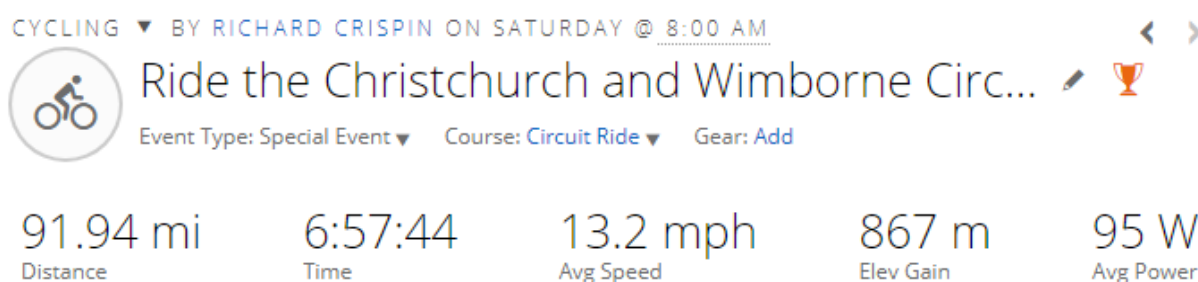 CYCLING ▼ BY RICHARD CRISPIN ON SATURDAY @ 8:00 AM
Ride the Christchurch and Wimborne Circ...
Event Type: Special Event ▼ Course: Circuit Ride ▼ Gear: Add
91.94 mi 6:57:44 13.2 mph 867 m 95 W
Distance Time Avg Speed Elev Gain Avg Power